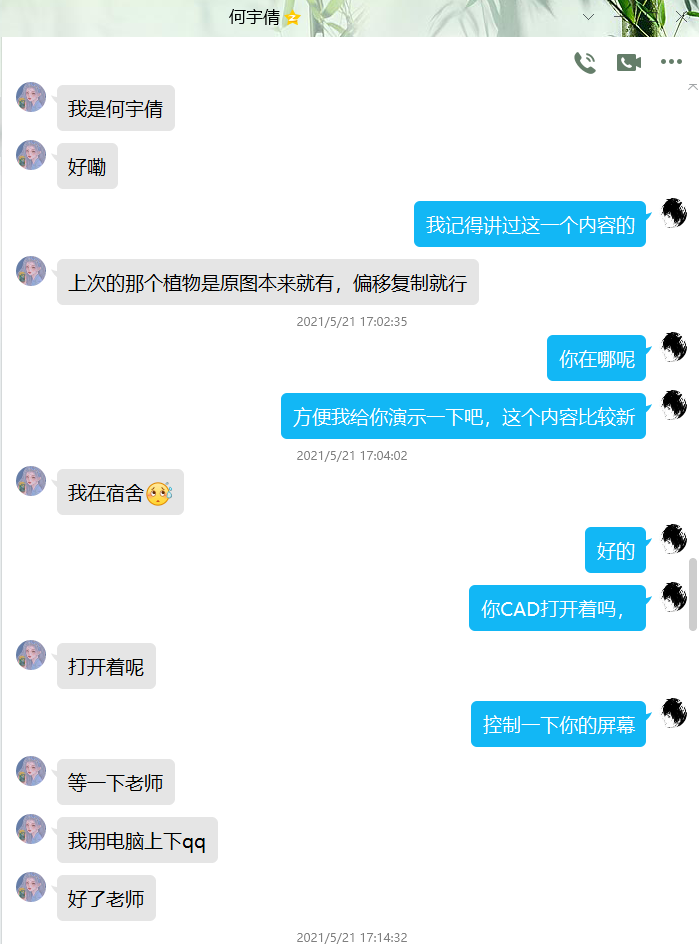 何宇倩
我是何宇倩
好嘞
我记得讲过这一个内容的
上次的那个植物是原图本来就有，偏移复制就行
2021/5/21 17:02:35
你在哪呢
方便我给你演示一下吧，这个内容比较新
2021/5/21 17:04:02
我在宿舍
好的
你CAD打开着吗，
打开着呢
控制一下你的屏幕
等一下老师
我用电脑上下qq
好了老师
2021/5/21 17:14:32